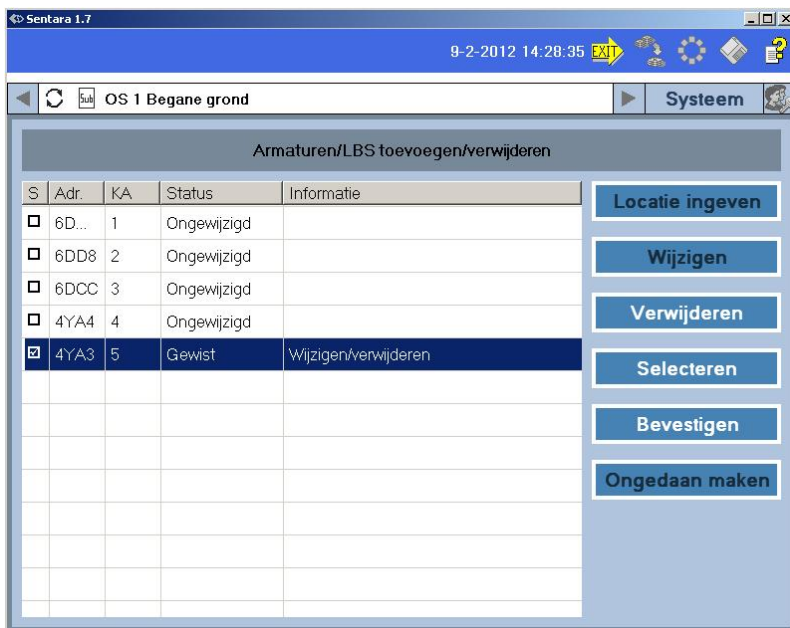 Sentara 1.7
9-2-2012 14:28:35 EXIT
Sub OS 1 Begane grond Systeem
Armaturen/LBS toevoegen/verwijderen
S Adr. KA Status Informatie
6D... 1 Ongewijzigd
6DD8 2 Ongewijzigd
6DCC 3 Ongewijzigd
4YA4 4 Ongewijzigd
4YA3 5 Gewist Wijzigen/verwijderen
Locatie ingeven
Wijzigen
Verwijderen
Selecteren
Bevestigen
Ongedaan maken